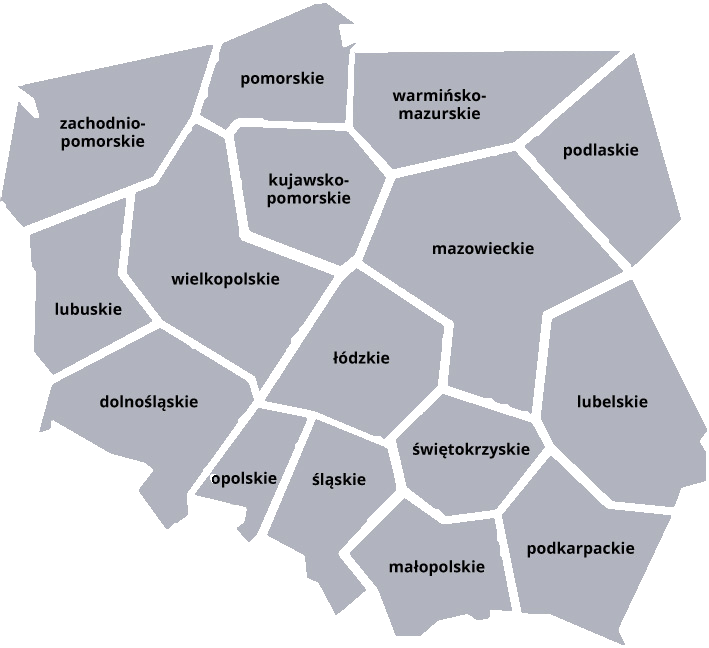 pomorskie
warmińsko-
mazurskie
zachodnio-
pomorskie
podlaskie
kujawsko-
pomorskie
mazowieckie
wielkopolskie
lubuskie
łódzkie
dolnośląskie
lubelskie
świętokrzyskie
opolskie
śląskie
podkarpackie
małopolskie